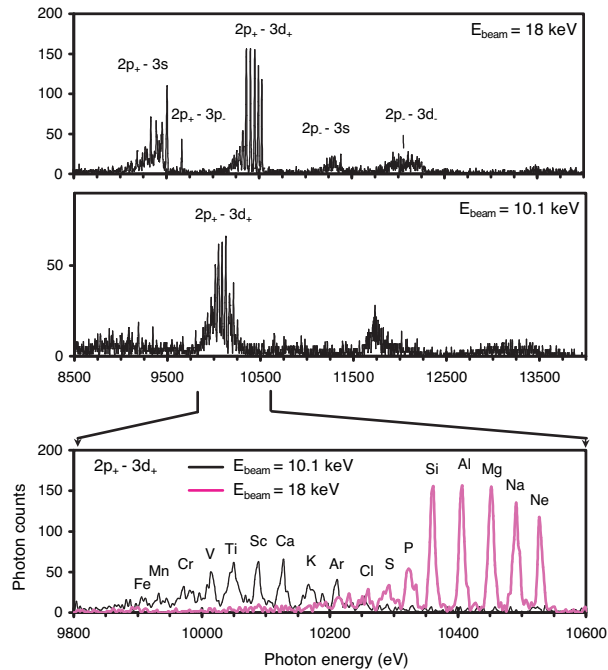 200
150
100
50
0
2p+ - 3s
2p+ - 3p-
2p+ - 3d+
2p- - 3s
2p- - 3d-
Ebeam = 18 keV
50
0
2p+ - 3d+
Ebeam = 10.1 keV
8500 9500 10500 11500 12500 13500
Photon counts
200
150
100
50
0
2p+ - 3d+
Ebeam = 10.1 keV
Ebeam = 18 keV
Fe Mn Cr V Ti Sc Ca K Ar Cl S P Si Al Mg Na Ne
9800 10000 10200 10400 10600
Photon energy (eV)